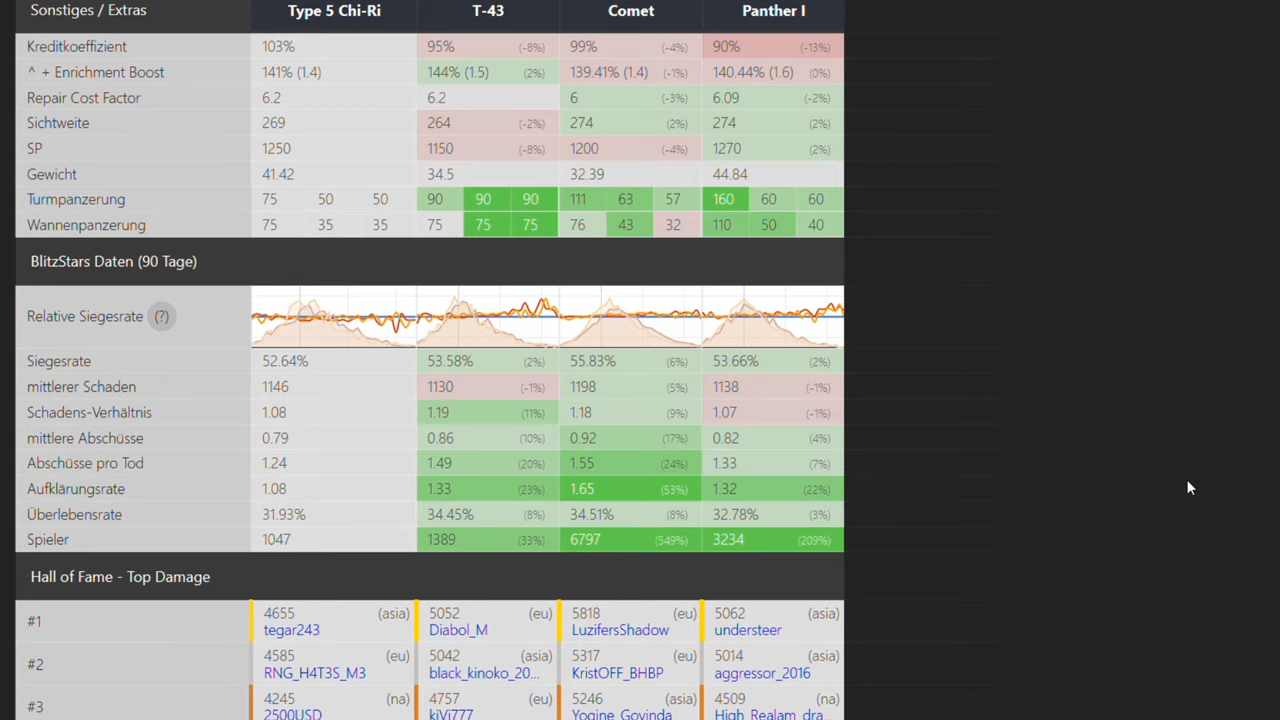 Sonstiges / Extras Type 5 Chi-Ri T-43 Comet Panther I
Kreditkoeffizient 103% 95% (-8%) 99% (-4%) 90% (-13%)
^ + Enrichment Boost 141% (1.4) 144% (1.5) (2%) 139.41% (1.4) (-1%) 140.44% (1.6) (0%)
Repair Cost Factor 6.2 6.2 6 (-3%) 6.09 (-2%)
Sichtweite 269 264 (-2%) 274 (2%) 274 (2%)
SP 1250 1150 (-8%) 1200 (-4%) 1270 (2%)
Gewicht 41.42 34.5 32.39 44.84
Turmpanzerung 75 50 50 90 90 90 111 63 57 160 60 60
Wannenpanzerung 75 35 35 75 75 75 76 43 32 110 50 40
BlitzStars Daten (90 Tage)
Relative Siegesrate (?)
Siegesrate 52.64% 53.58% (2%) 55.83% (6%) 53.66% (2%)
mittlerer Schaden 1146 1130 (-1%) 1198 (5%) 1138 (-1%)
Schadens-Verhältnis 1.08 1.19 (11%) 1.18 (9%) 1.07 (-1%)
mittlere Abschüsse 0.79 0.86 (10%) 0.92 (17%) 0.82 (4%)
Abschüsse pro Tod 1.24 1.49 (20%) 1.55 (24%) 1.33 (7%)
Aufklärungsrate 1.08 1.33 (23%) 1.65 (53%) 1.32 (22%)
Überlebensrate 31.93% 34.45% (8%) 34.51% (8%) 32.78% (3%)
Spieler 1047 1389 (33%) 6797 (549%) 3234 (209%)
Hall of Fame - Top Damage
#1 4655 (asia) 5052 (eu) 5818 (eu) 5062 (asia)
tegar243 Diabol_M LuzifersShadow understeer
#2 4585 (eu) 5042 (asia) 5317 (eu) 5014 (asia)
RNG_H4T3S_M3 black_kinoko_20... KristOFF_BHBP aggressor_2016
#3 4245 (na) 4757 (eu) 5246 (asia) 4509 (na)
2500USD kiVi777 Yogine_Govinda High_Realam_dra...